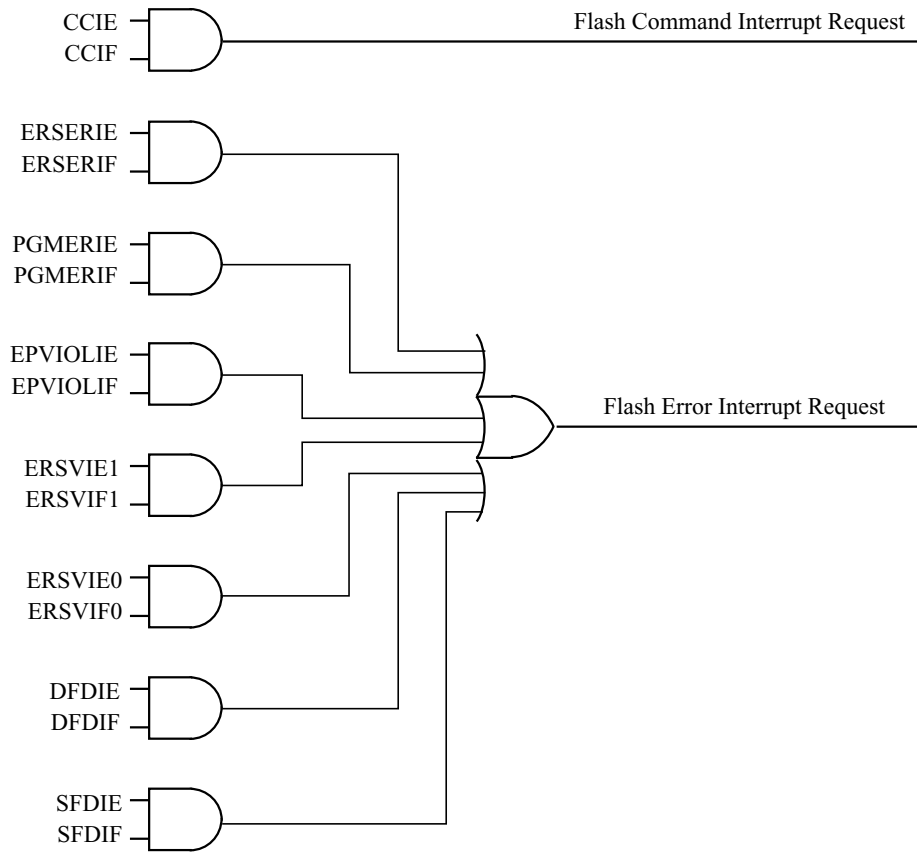 CCIE
CCIF
Flash Command Interrupt Request
ERSERIE
ERSERIF
PGMERIE
PGMERIF
EPVIOLIE
EPVIOLIF
Flash Error Interrupt Request
ERSVIE1
ERSVIF1
ERSVIE0
ERSVIF0
DFDIE
DFDIF
SFDIE
SFDIF